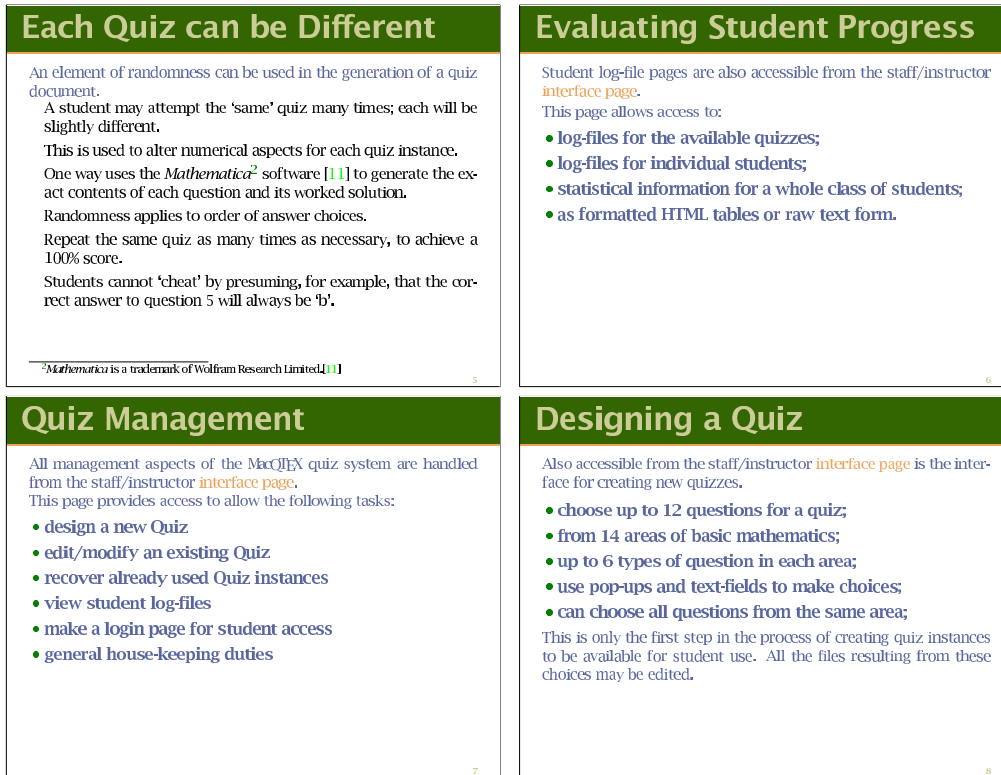 Each Quiz can be Different
An element of randomness can be used in the generation of a quiz
document.
A student may attempt the ‘same’ quiz many times; each will be
slightly different.
This is used to alter numerical aspects for each quiz instance.
One way uses the Mathematica2 software [11] to generate the ex-
act contents of each question and its worked solution.
Randomness applies to order of answer choices.
Repeat the same quiz as many times as necessary, to achieve a
100% score.
Students cannot ‘cheat’ by presuming, for example, that the cor-
rect answer to question 5 will always be ‘b’.
2Mathematica is a trademark of Wolfram Research Limited.[11]
5
Evaluating Student Progress
Student log-file pages are also accessible from the staff/instructor
interface page.
This page allows access to:
• log-files for the available quizzes;
• log-files for individual students;
• statistical information for a whole class of students;
• as formatted HTML tables or raw text form.
6
Quiz Management
All management aspects of the MacQTEX quiz system are handled
from the staff/instructor interface page.
This page provides access to allow the following tasks:
• design a new Quiz
• edit/modify an existing Quiz
• recover already used Quiz instances
• view student log-files
• make a login page for student access
• general house-keeping duties
7
Designing a Quiz
Also accessible from the staff/instructor interface page is the inter-
face for creating new quizzes.
• choose up to 12 questions for a quiz;
• from 14 areas of basic mathematics;
• up to 6 types of question in each area;
• use pop-ups and text-fields to make choices;
• can choose all questions from the same area;
This is only the first step in the process of creating quiz instances
to be available for student use. All the files resulting from these
choices may be edited.
8